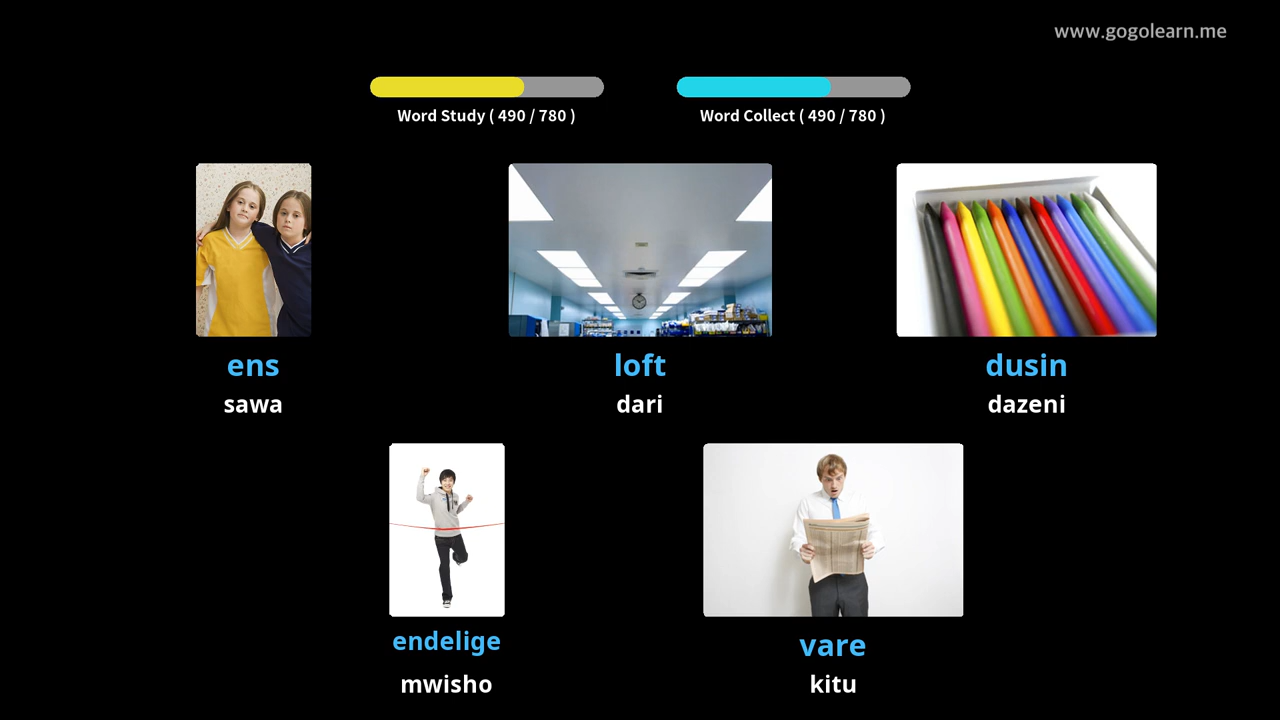 www.gogolearn.me
Word Study ( 490 / 780 )
Word Collect ( 490 / 780 )
ens
sawa
loft
dari
dusin
dazeni
endelige
mwisho
vare
kitu